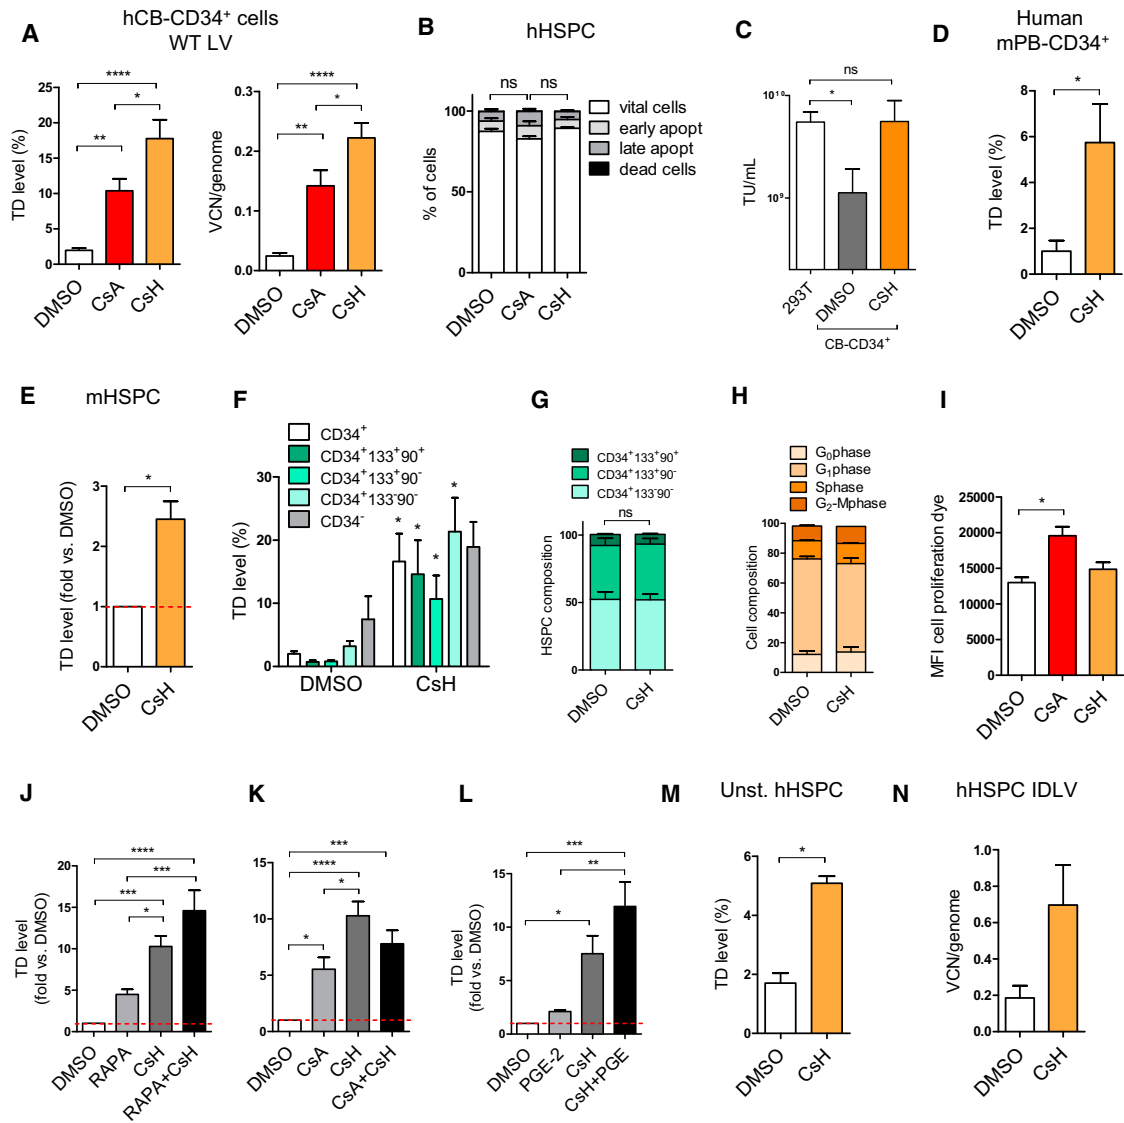 A
hCB-CD34⁺ cells
WT LV
TD level (%)
25
20
15
10
5
0
****
*
**
DMSO
CsA
CsH
VCN/genome
0.3
0.2
0.1
0.0
****
*
**
DMSO
CsA
CsH
B
hHSPC
% of cells
100
50
0
ns
ns
vital cells
early apopt
late apopt
dead cells
DMSO
CsA
CsH
C
TU/mL
10¹⁰
10⁹
ns
*
293T
DMSO
CSH
CB-CD34⁺
D
Human
mPB-CD34⁺
TD level (%)
8
6
4
2
0
*
DMSO
CsH
E
mHSPC
TD level (fold vs. DMSO)
3
2
1
0
*
DMSO
CsH
F
CD34⁺
CD34⁺133⁺90⁺
CD34⁺133⁺90⁻
CD34⁺133⁻90⁻
CD34⁻
TD level (%)
30
20
10
0
*
*
*
*
DMSO
CsH
G
CD34⁺133⁺90⁺
CD34⁺133⁺90⁻
CD34⁺133⁻90⁻
HSPC composition
100
50
0
ns
DMSO
CsH
H
G₀phase
G₁phase
Sphase
G₂-Mphase
Cell composition
100
80
60
40
20
0
DMSO
CsH
I
MFI cell proliferation dye
25000
20000
15000
10000
5000
0
*
DMSO
CsA
CsH
J
TD level
(fold vs. DMSO)
20
15
10
5
0
****
***
***
*
DMSO
RAPA
CsH
RAPA+CsH
K
15
10
5
0
***
****
*
*
DMSO
CsA
CsH
CsA+CsH
L
TD level
(fold vs. DMSO)
15
10
5
0
***
**
*
DMSO
PGE-2
CsH
CsH+PGE
M
Unst. hHSPC
TD level (%)
6
4
2
0
*
DMSO
CsH
N
hHSPC IDLV
VCN/genome
1.0
0.8
0.6
0.4
0.2
0.0
DMSO
CsH